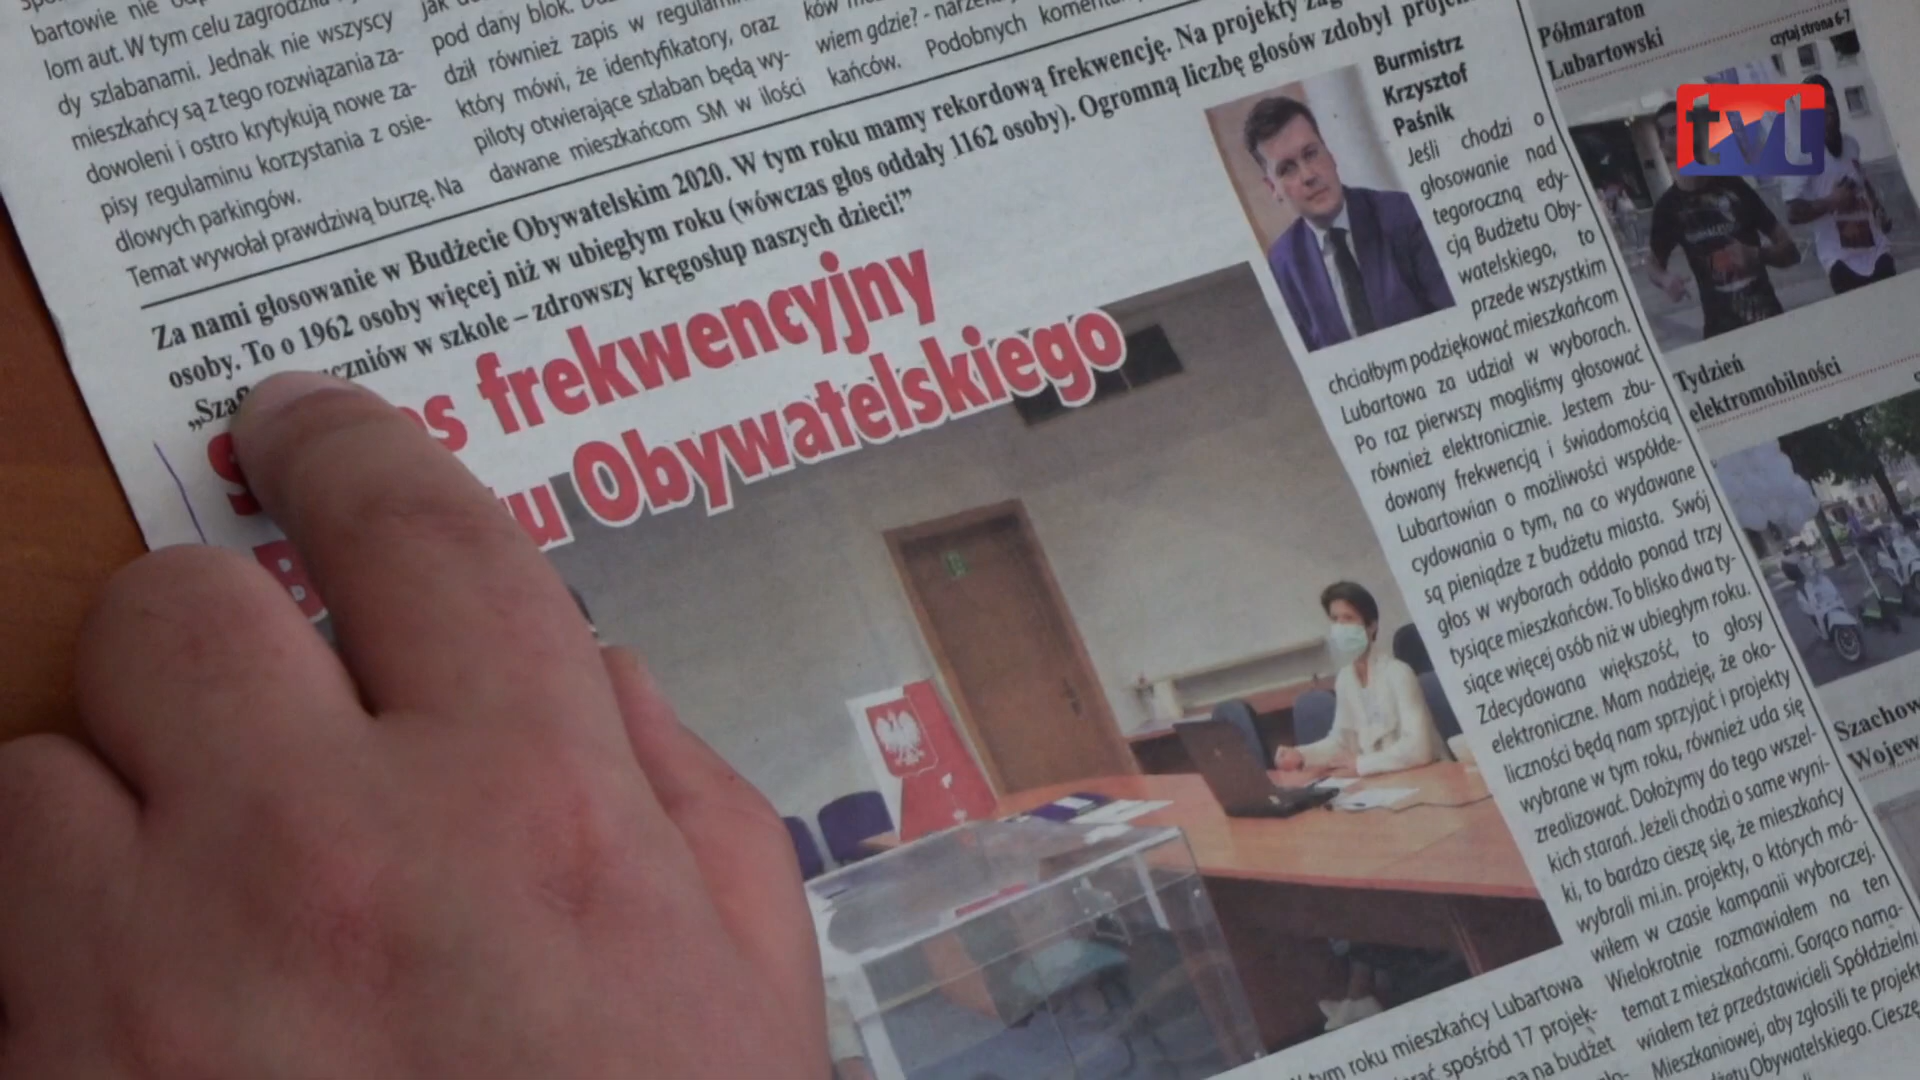 bartowie nie
lom aut. W tym celu
dy szlabanami. Jednak nie wszyscy
mieszkańcy są z tego rozwiązania za-
dowoleni i ostro krytykują nowe za-
pisy regulaminu korzystania z osie-
dlowych parkingów.
Temat wywołał prawdziwą burzę. Na
pod dany blok.
dził również zapis w
który mówi, że identyfikatory, oraz
piloty otwierające szlaban będą wy-
dawane mieszkańcom SM w ilości
wiem gdzie? -
kańców. Podobnych
Za nami głosowanie w Budżecie Obywatelskim 2020. W tym roku mamy rekordową frekwencję. Na projekty
osoby. To o 1962 osoby więcej niż w ubiegłym roku (wówczas głos oddały 1162 osoby). Ogromną liczbę głosów zdobył
w szkole – zdrowszy kręgosłup naszych dzieci!”
frekwencyjny
Obywatelskiego
Burmistrz
Krzysztof
Paśnik
Jeśli chodzi o
głosowanie nad
tegoroczną edy-
cją Budżetu Oby-
watelskiego, to
przede wszystkim
chciałbym podziękować mieszkańcom
Lubartowa za udział w wyborach.
Po raz pierwszy mogliśmy głosować
również elektronicznie. Jestem zbu-
dowany frekwencją i świadomością
Lubartowian o możliwości współde-
cydowania o tym, na co wydawane
są pieniądze z budżetu miasta. Swój
głos w wyborach oddało ponad trzy
tysiące mieszkańców. To blisko dwa ty-
siące więcej osób niż w ubiegłym roku.
Zdecydowana większość, to głosy
elektroniczne. Mam nadzieję, że oko-
liczności będą nam sprzyjać i projekty
wybrane w tym roku, również uda się
zrealizować. Dołożymy do tego wszel-
kich starań. Jeżeli chodzi o same wyni-
ki, to bardzo cieszę się, że mieszkańcy
wybrali mi.in. projekty, o których mó-
wiłem w czasie kampanii wyborczej.
Wielokrotnie rozmawiałem na ten
temat z mieszkańcami. Gorąco nama-
wiałem też przedstawicieli Spółdzielni
Mieszkaniowej, aby zgłosili te projekty
Obywatelskiego. Cieszę
tym roku mieszkańcy Lubartowa
spośród 17 projek-
na budżet
Półmaraton
Lubartowski
czytaj strona 6-7
tvl
Tydzień
elektromobilności